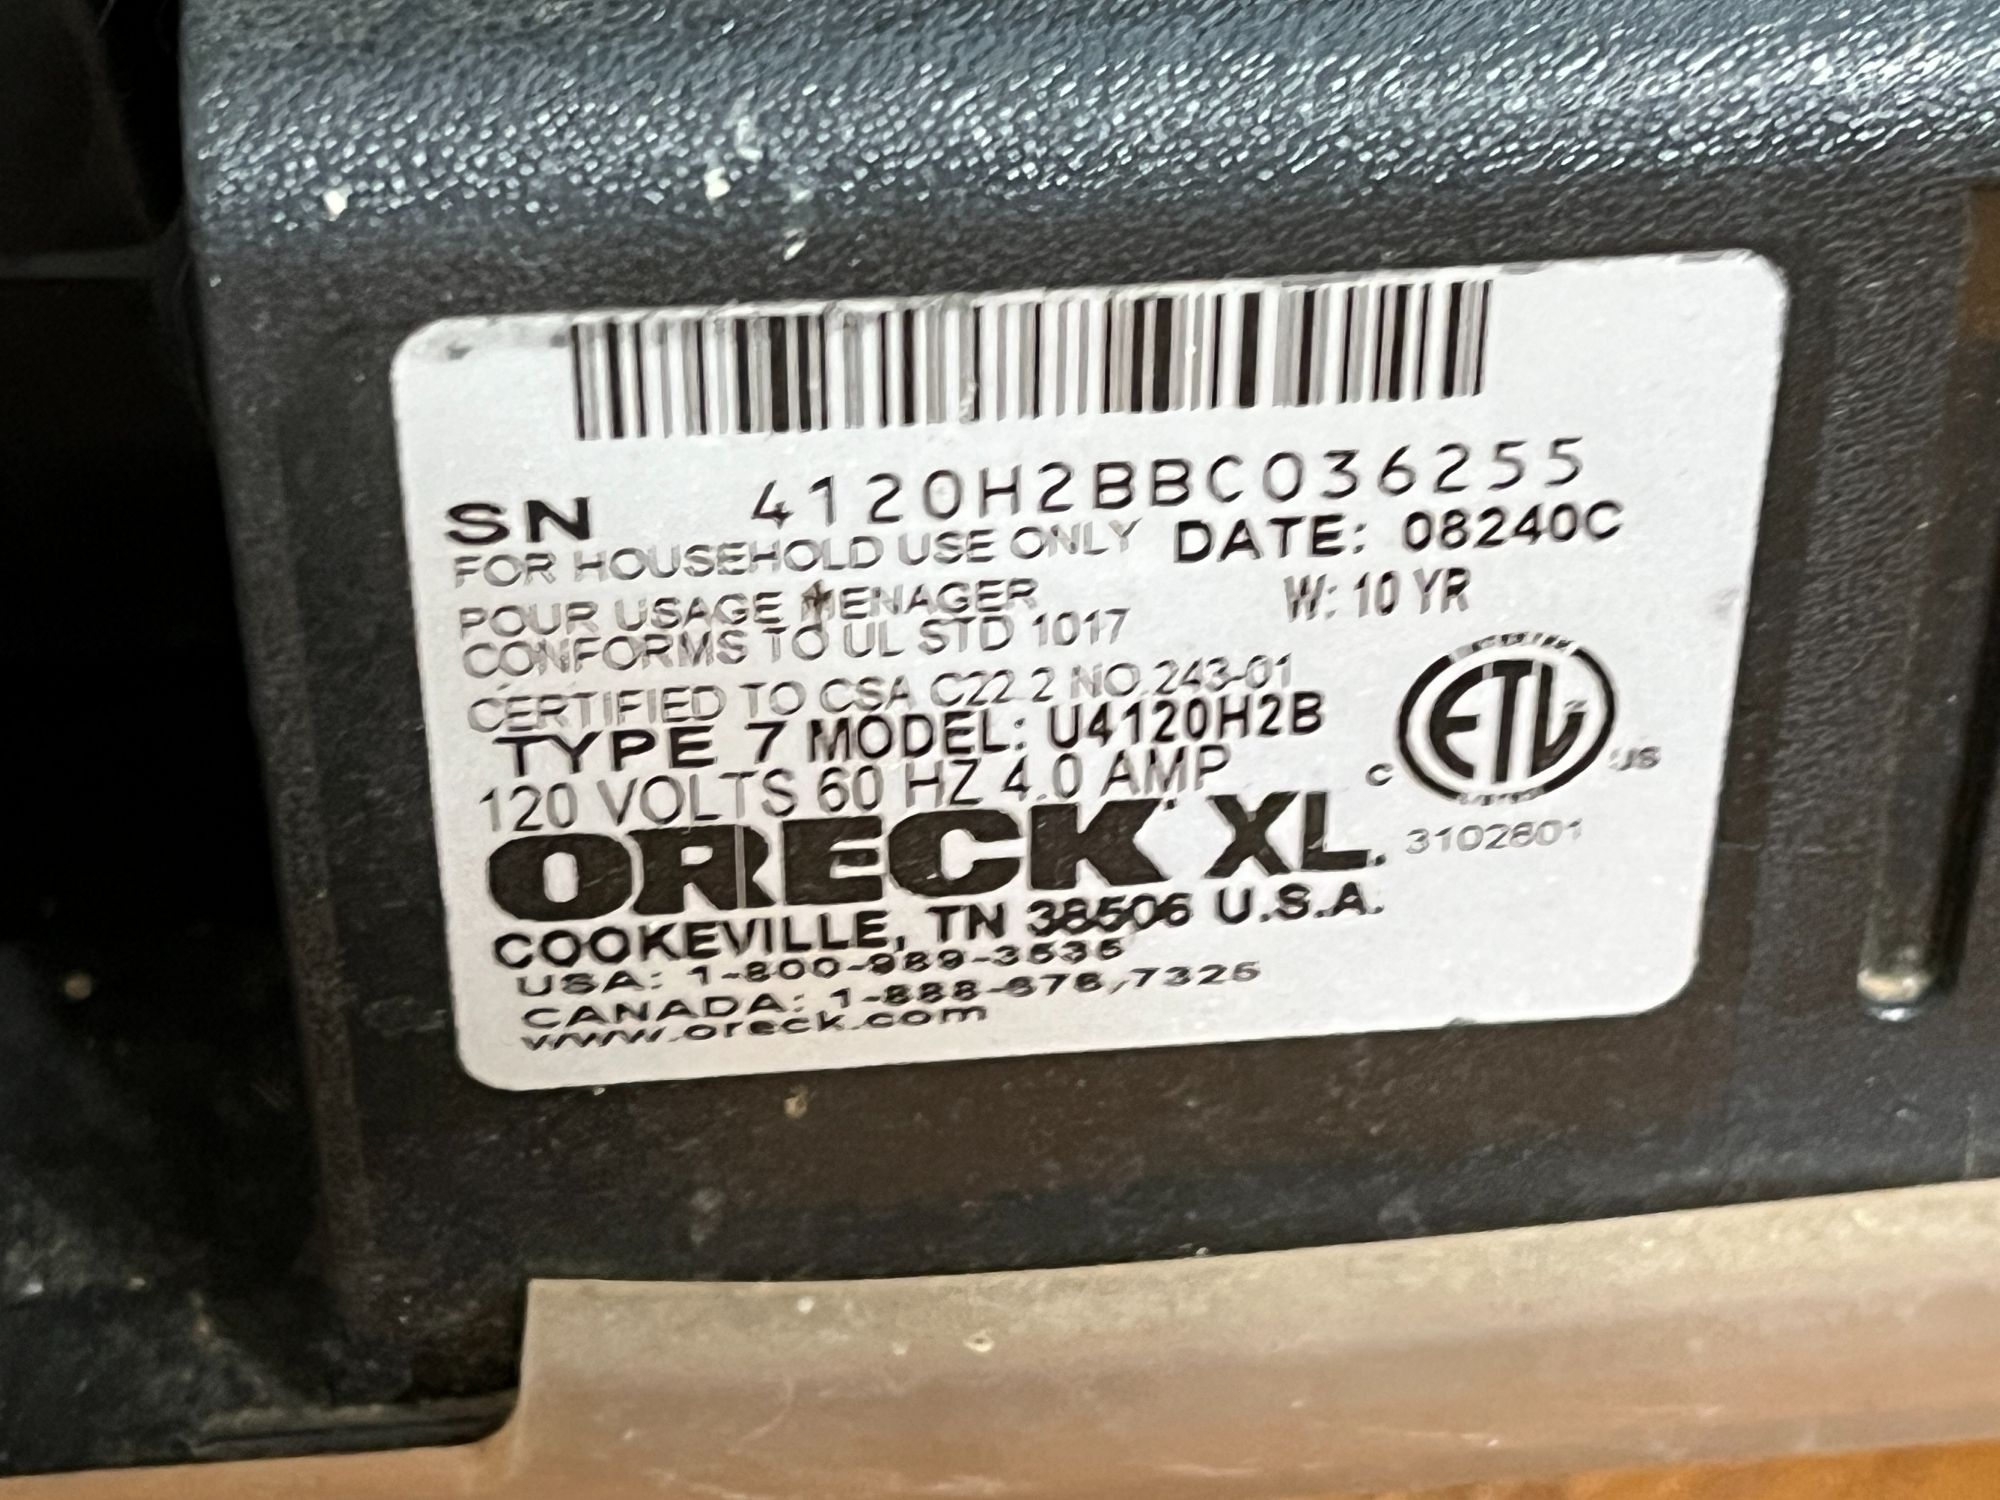 SN 4120H2BBC036255
FOR HOUSEHOLD USE ONLY DATE: 08240C
POUR USAGE MENAGER W: 10 YR
CONFORMS TO UL STD 1017
CERTIFIED TO CSA C22.2 NO.243-01
TYPE 7 MODEL: U4120H2B
120 VOLTS 60 HZ 4.0 AMP
C ETL US
ORECK XL. 3102601
COOKEVILLE, TN 38506 U.S.A.
USA: 1-800-989-3535
CANADA: 1-888-676-7325
www.oreck.com